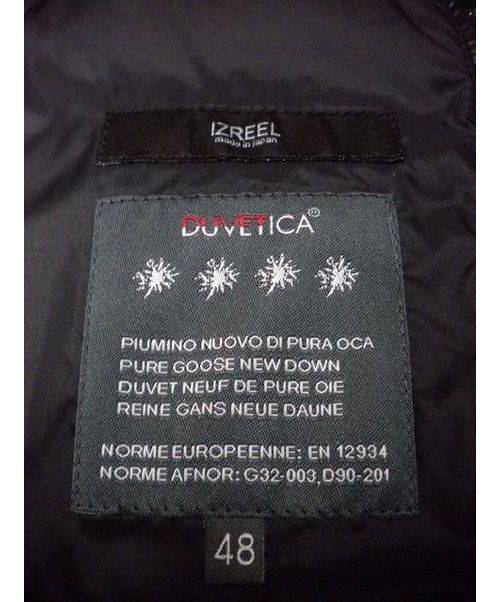 IZREEL
made in japan
DUVETICA®
PIUMINO NUOVO DI PURA OCA
PURE GOOSE NEW DOWN
DUVET NEUF DE PURE OIE
REINE GANS NEUE DAUNE
NORME EUROPEENNE: EN 12934
NORME AFNOR: G32-003,D90-201
48